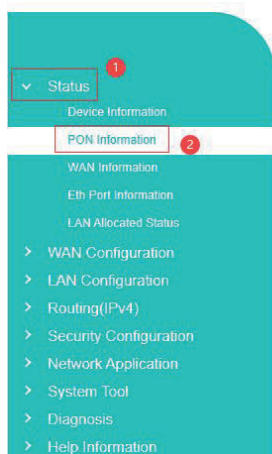 1
Status
Device Information
PON Information
2
WAN Information
Eth Port Information
LAN Allocated Status
WAN Configuration
LAN Configuration
Routing(IPv4)
Security Configuration
Network Application
System Tool
Diagnosis
Help Information